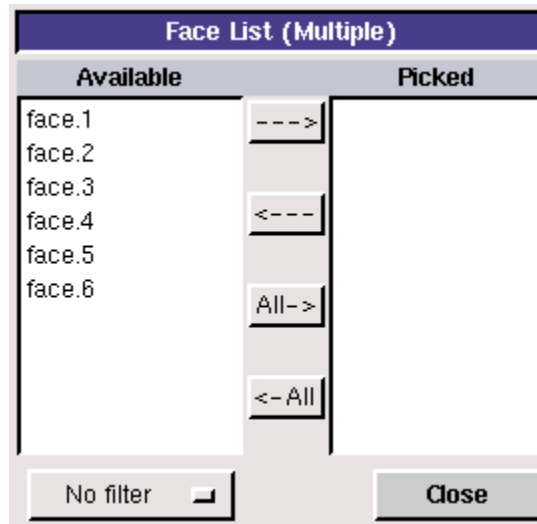 Face List (Multiple)
Available
Picked
face.1
face.2
face.3
face.4
face.5
face.6
--->
<---
All->
<-All
No filter
Close